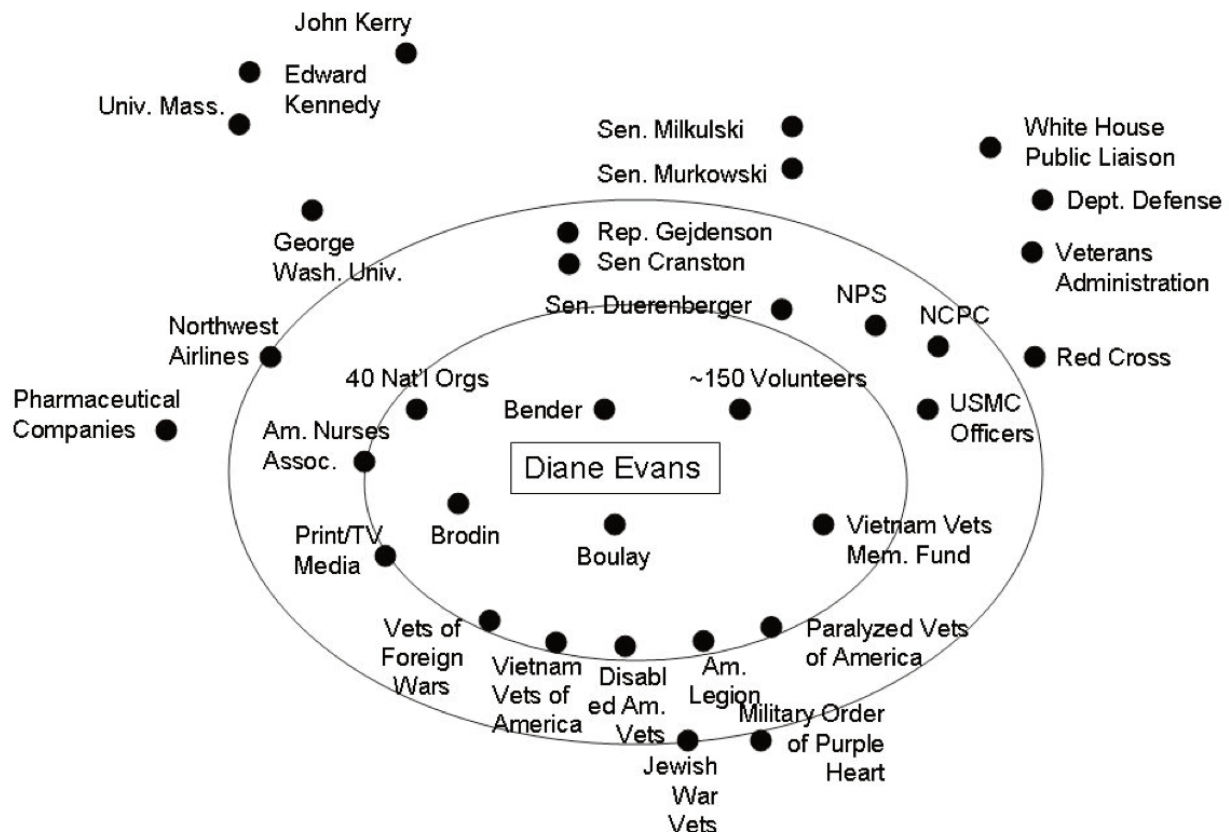 John Kerry
Edward
Kennedy
Univ. Mass.
Sen. Milkulski
White House
Public Liaison
Sen. Murkowski
Dept. Defense
George
Wash. Univ.
Rep. Gejdenson
Sen Cranston
Veterans
Administration
Sen. Duerenberger
NPS
NCPC
Northwest
Airlines
Red Cross
40 Nat'l Orgs
~150 Volunteers
Pharmaceutical
Companies
Bender
USMC
Officers
Am. Nurses
Assoc.
Diane Evans
Print/TV
Media
Brodin
Boulay
Vietnam Vets
Mem. Fund
Vets of
Foreign
Wars
Vietnam
Vets of
America
Disabl
ed Am.
Vets
Am.
Legion
Paralyzed Vets
of America
Military Order
of Purple
Heart
Jewish
War
Vets